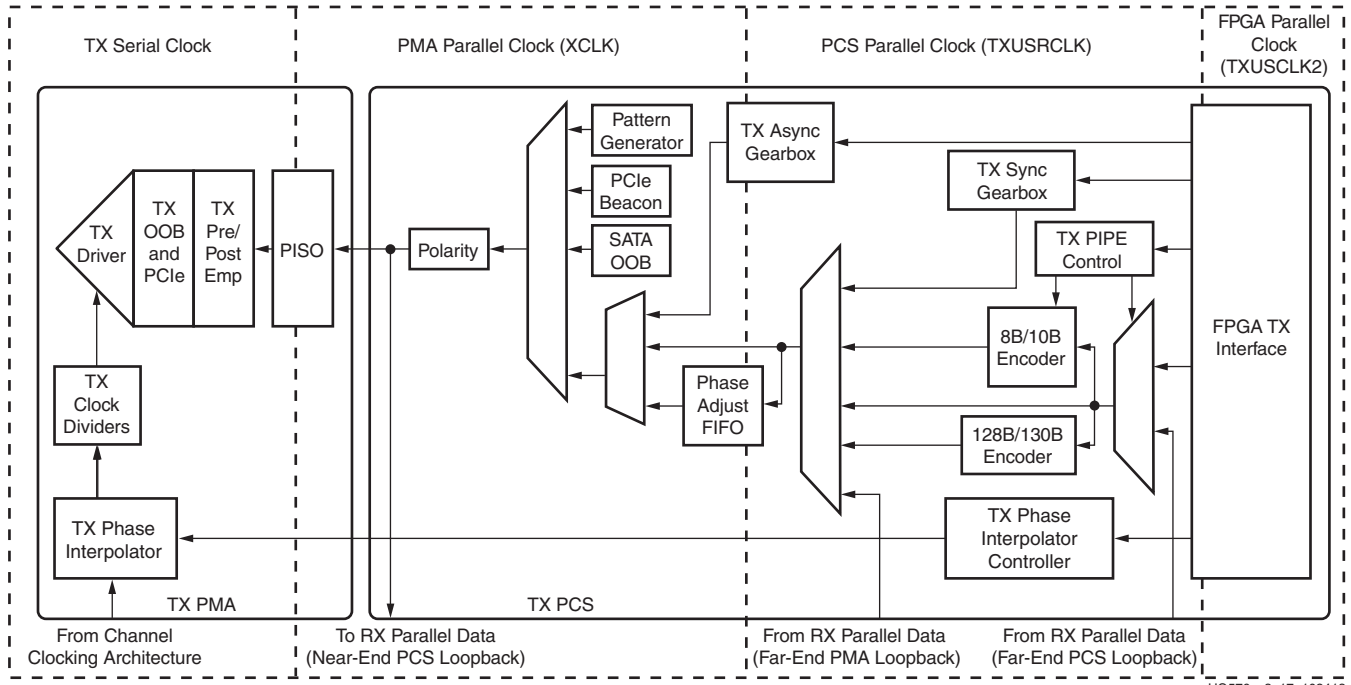 TX Serial Clock
PMA Parallel Clock (XCLK)
PCS Parallel Clock (TXUSRCLK)
FPGA Parallel
Clock
(TXUSCLK2)
Pattern
Generator
PCIe
Beacon
SATA
OOB
TX Async
Gearbox
TX Sync
Gearbox
TX PIPE
Control
TX
Driver
TX
OOB
and
PCIe
TX
Pre/
Post
Emp
PISO
Polarity
8B/10B
Encoder
FPGA TX
Interface
TX
Clock
Dividers
Phase
Adjust
FIFO
128B/130B
Encoder
TX Phase
Interpolator
TX Phase
Interpolator
Controller
TX PMA
TX PCS
From Channel
Clocking Architecture
To RX Parallel Data
(Near-End PCS Loopback)
From RX Parallel Data
(Far-End PMA Loopback)
From RX Parallel Data
(Far-End PCS Loopback)